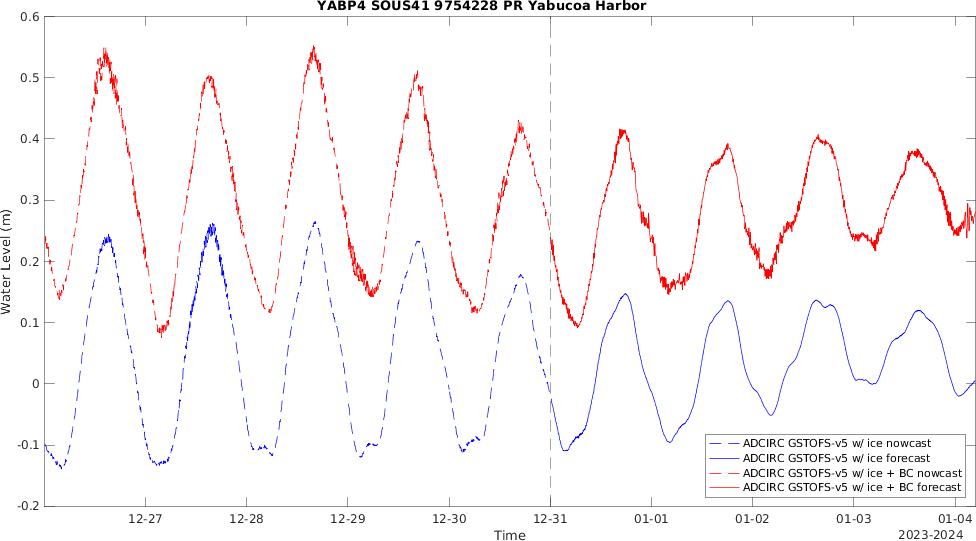 YABP4 SOUS41 9754228 PR Yabucoa Harbor
0.6
0.5
0.4
0.3
0.2
0.1
0
-0.1
-0.2
Water Level (m)
12-27 12-28 12-29 12-30 12-31 01-01 01-02 01-03 01-04
Time
2023-2024
ADCIRC GSTOFS-v5 w/ ice nowcast
ADCIRC GSTOFS-v5 w/ ice forecast
ADCIRC GSTOFS-v5 w/ ice + BC nowcast
ADCIRC GSTOFS-v5 w/ ice + BC forecast